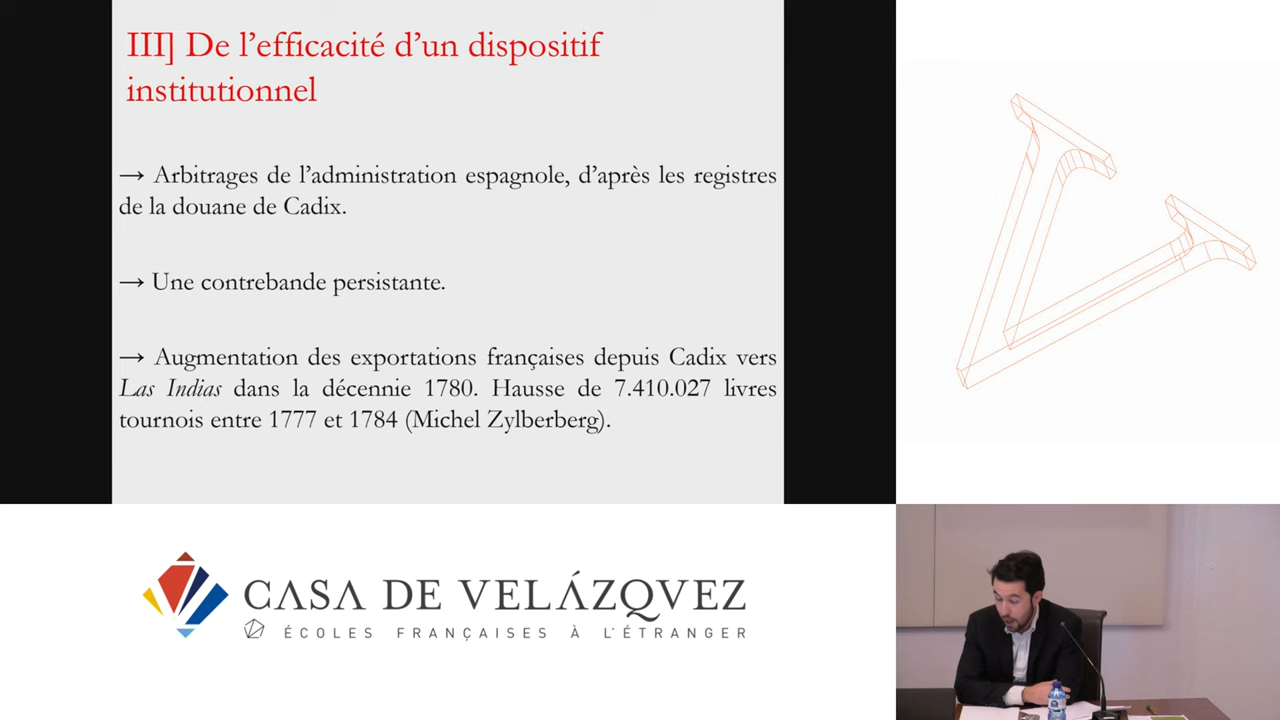 III] De l’efficacité d’un dispositif
institutionnel
→ Arbitrages de l’administration espagnole, d’après les registres
de la douane de Cadix.
→ Une contrebande persistante.
→ Augmentation des exportations françaises depuis Cadix vers
Las Indias dans la décennie 1780. Hausse de 7.410.027 livres
tournois entre 1777 et 1784 (Michel Zylberberg).
CASA DE VELÁZQVEZ
ÉCOLES FRANÇAISES À L’ÉTRANGER